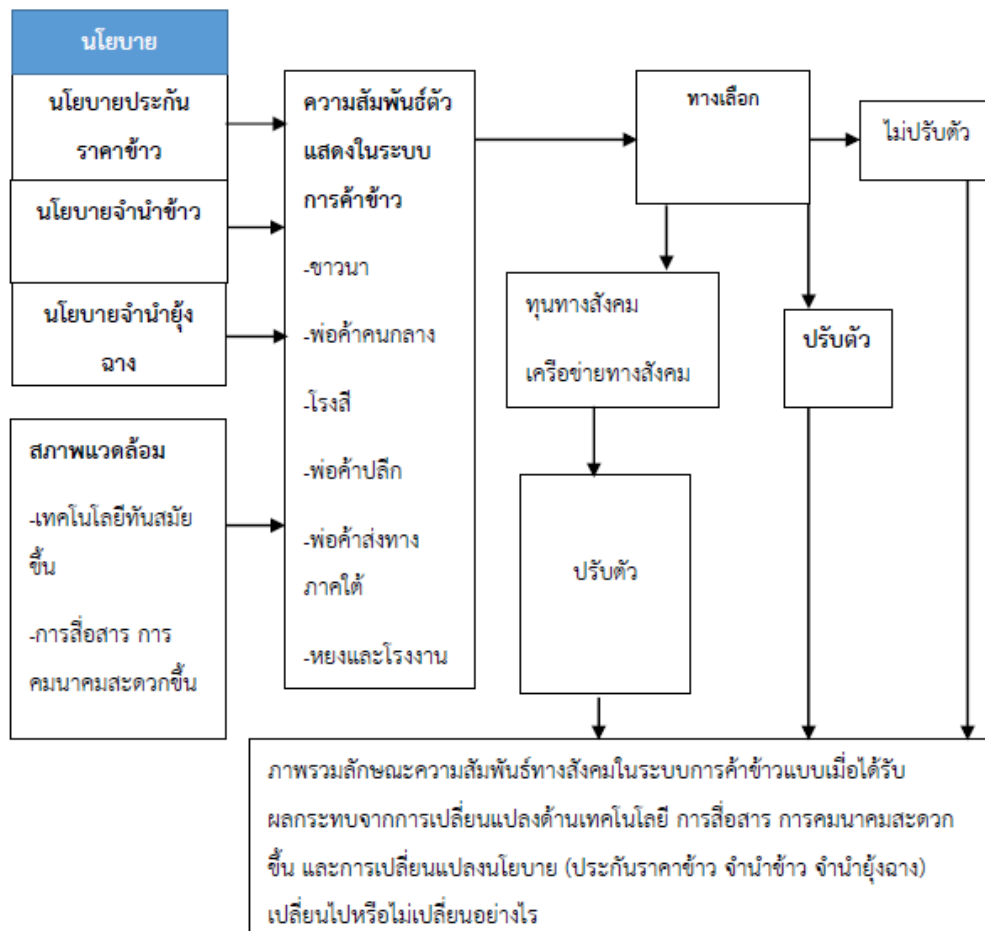 นโยบาย
นโยบายประกัน
ราคาข้าว
นโยบายจำนำข้าว
นโยบายจำนำยุ้ง
ฉาง
สภาพแวดล้อม
-เทคโนโลยีทันสมัย
ขึ้น
-การสื่อสาร การ
คมนาคมสะดวกขึ้น
ความสัมพันธ์ตัว
แสดงในระบบ
การค้าข้าว
-ชาวนา
-พ่อค้าคนกลาง
-โรงสี
-พ่อค้าปลีก
-พ่อค้าส่งทาง
ภาคใต้
-หยงและโรงงาน
ทางเลือก
ไม่ปรับตัว
ทุนทางสังคม
เครือข่ายทางสังคม
ปรับตัว
ปรับตัว
ภาพรวมลักษณะความสัมพันธ์ทางสังคมในระบบการค้าข้าวแบบเมื่อได้รับ
ผลกระทบจากการเปลี่ยนแปลงด้านเทคโนโลยี การสื่อสาร การคมนาคมสะดวก
ขึ้น และการเปลี่ยนแปลงนโยบาย (ประกันราคาข้าว จำนำข้าว จำนำยุ้งฉาง)
เปลี่ยนไปหรือไม่เปลี่ยนอย่างไร